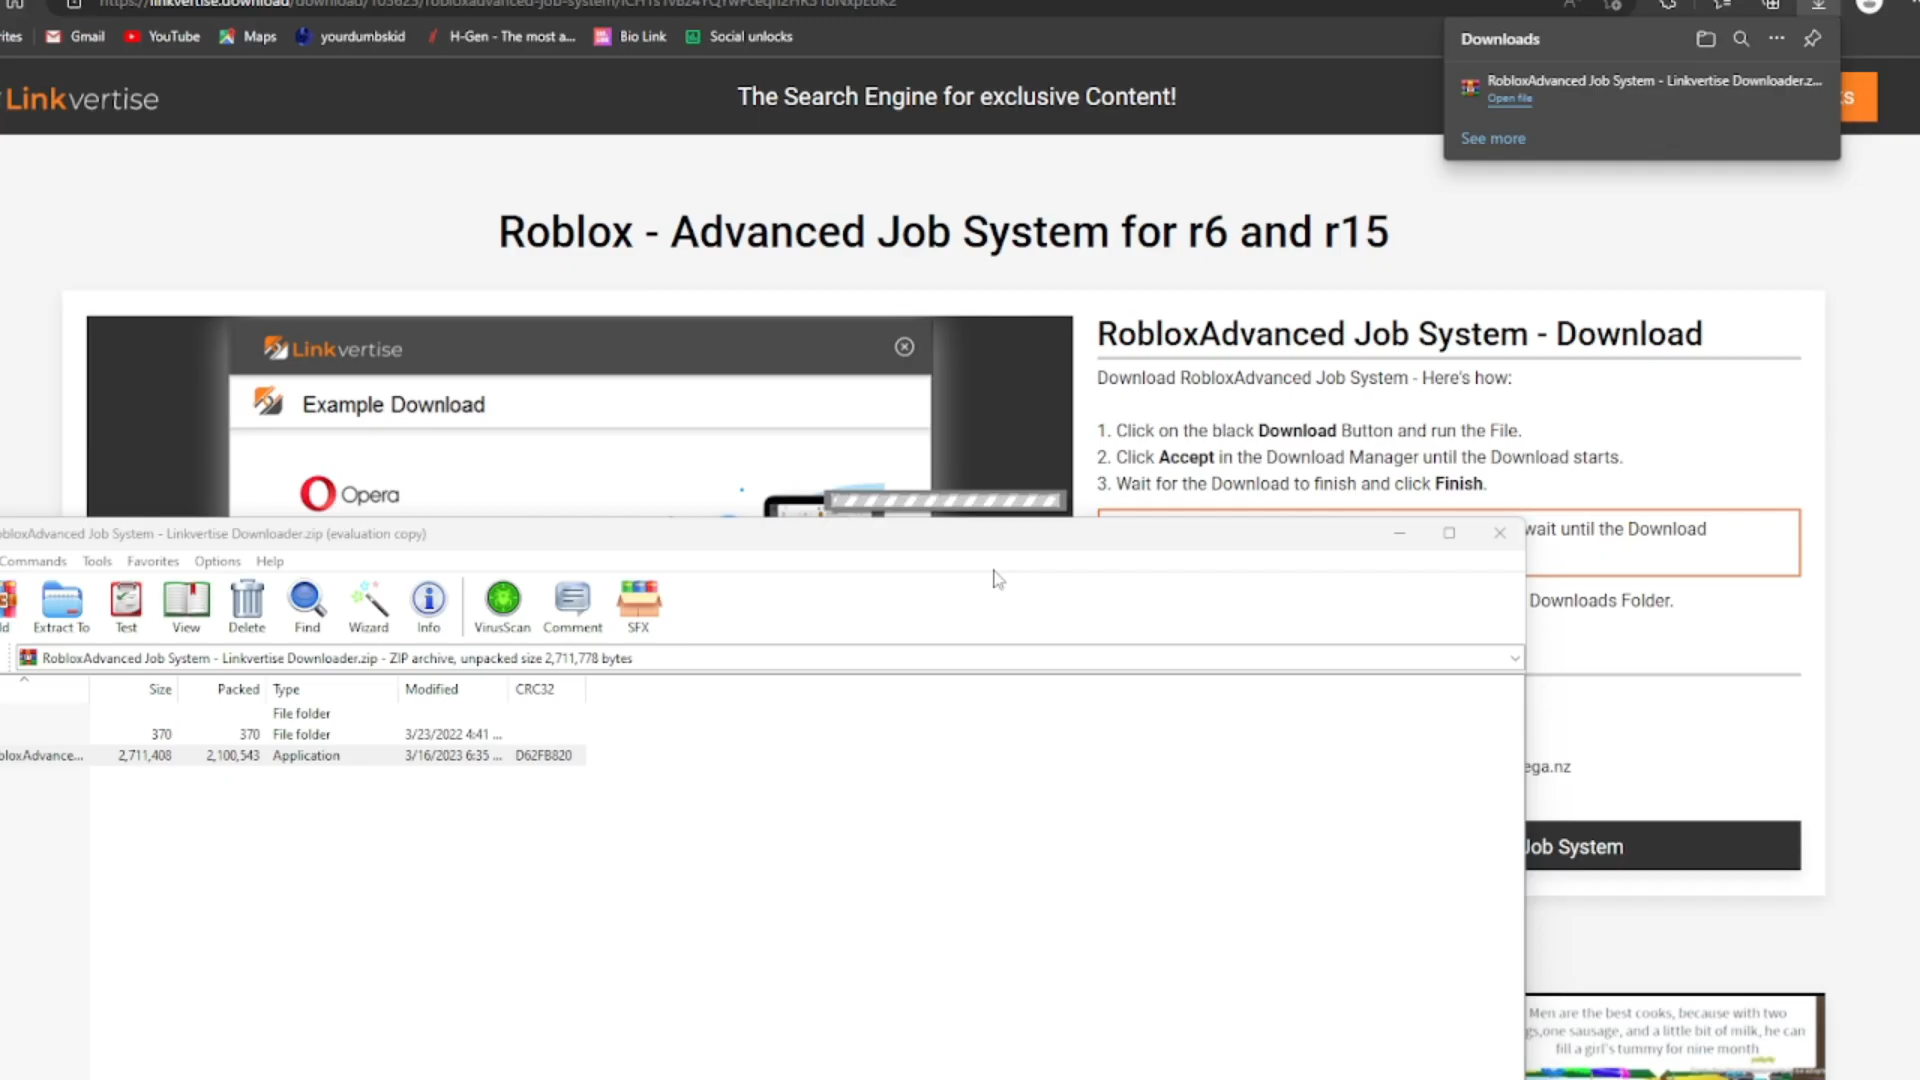 https://linkvertise.download/download/
rites Gmail YouTube Maps yourdumbskid H-Gen - The most a... Bio Link Social unlocks
Downloads
RobloxAdvanced Job System - Linkvertise Downloader.z...
Open file
See more
Linkvertise
The Search Engine for exclusive Content!
Roblox - Advanced Job System for r6 and r15
Linkvertise
Example Download
Opera
RobloxAdvanced Job System - Download
Download RobloxAdvanced Job System - Here's how:
1. Click on the black Download Button and run the File.
2. Click Accept in the Download Manager until the Download starts.
3. Wait for the Download to finish and click Finish.
wait until the Download
Downloads Folder.
ega.nz
Job System
obloxAdvanced Job System - Linkvertise Downloader.zip (evaluation copy)
Commands Tools Favorites Options Help
dd Extract To Test View Delete Find Wizard Info VirusScan Comment SFX
RobloxAdvanced Job System - Linkvertise Downloader.zip - ZIP archive, unpacked size 2,711,778 bytes
Size Packed Type Modified CRC32
File folder
370 370 File folder 3/23/2022 4:41 ...
bloxAdvance... 2,711,408 2,100,543 Application 3/16/2023 6:35 ... D62FB820
Men are the best cooks, because with two
gs,one sausage, and a little bit of milk, he can
fill a girl's tummy for nine month